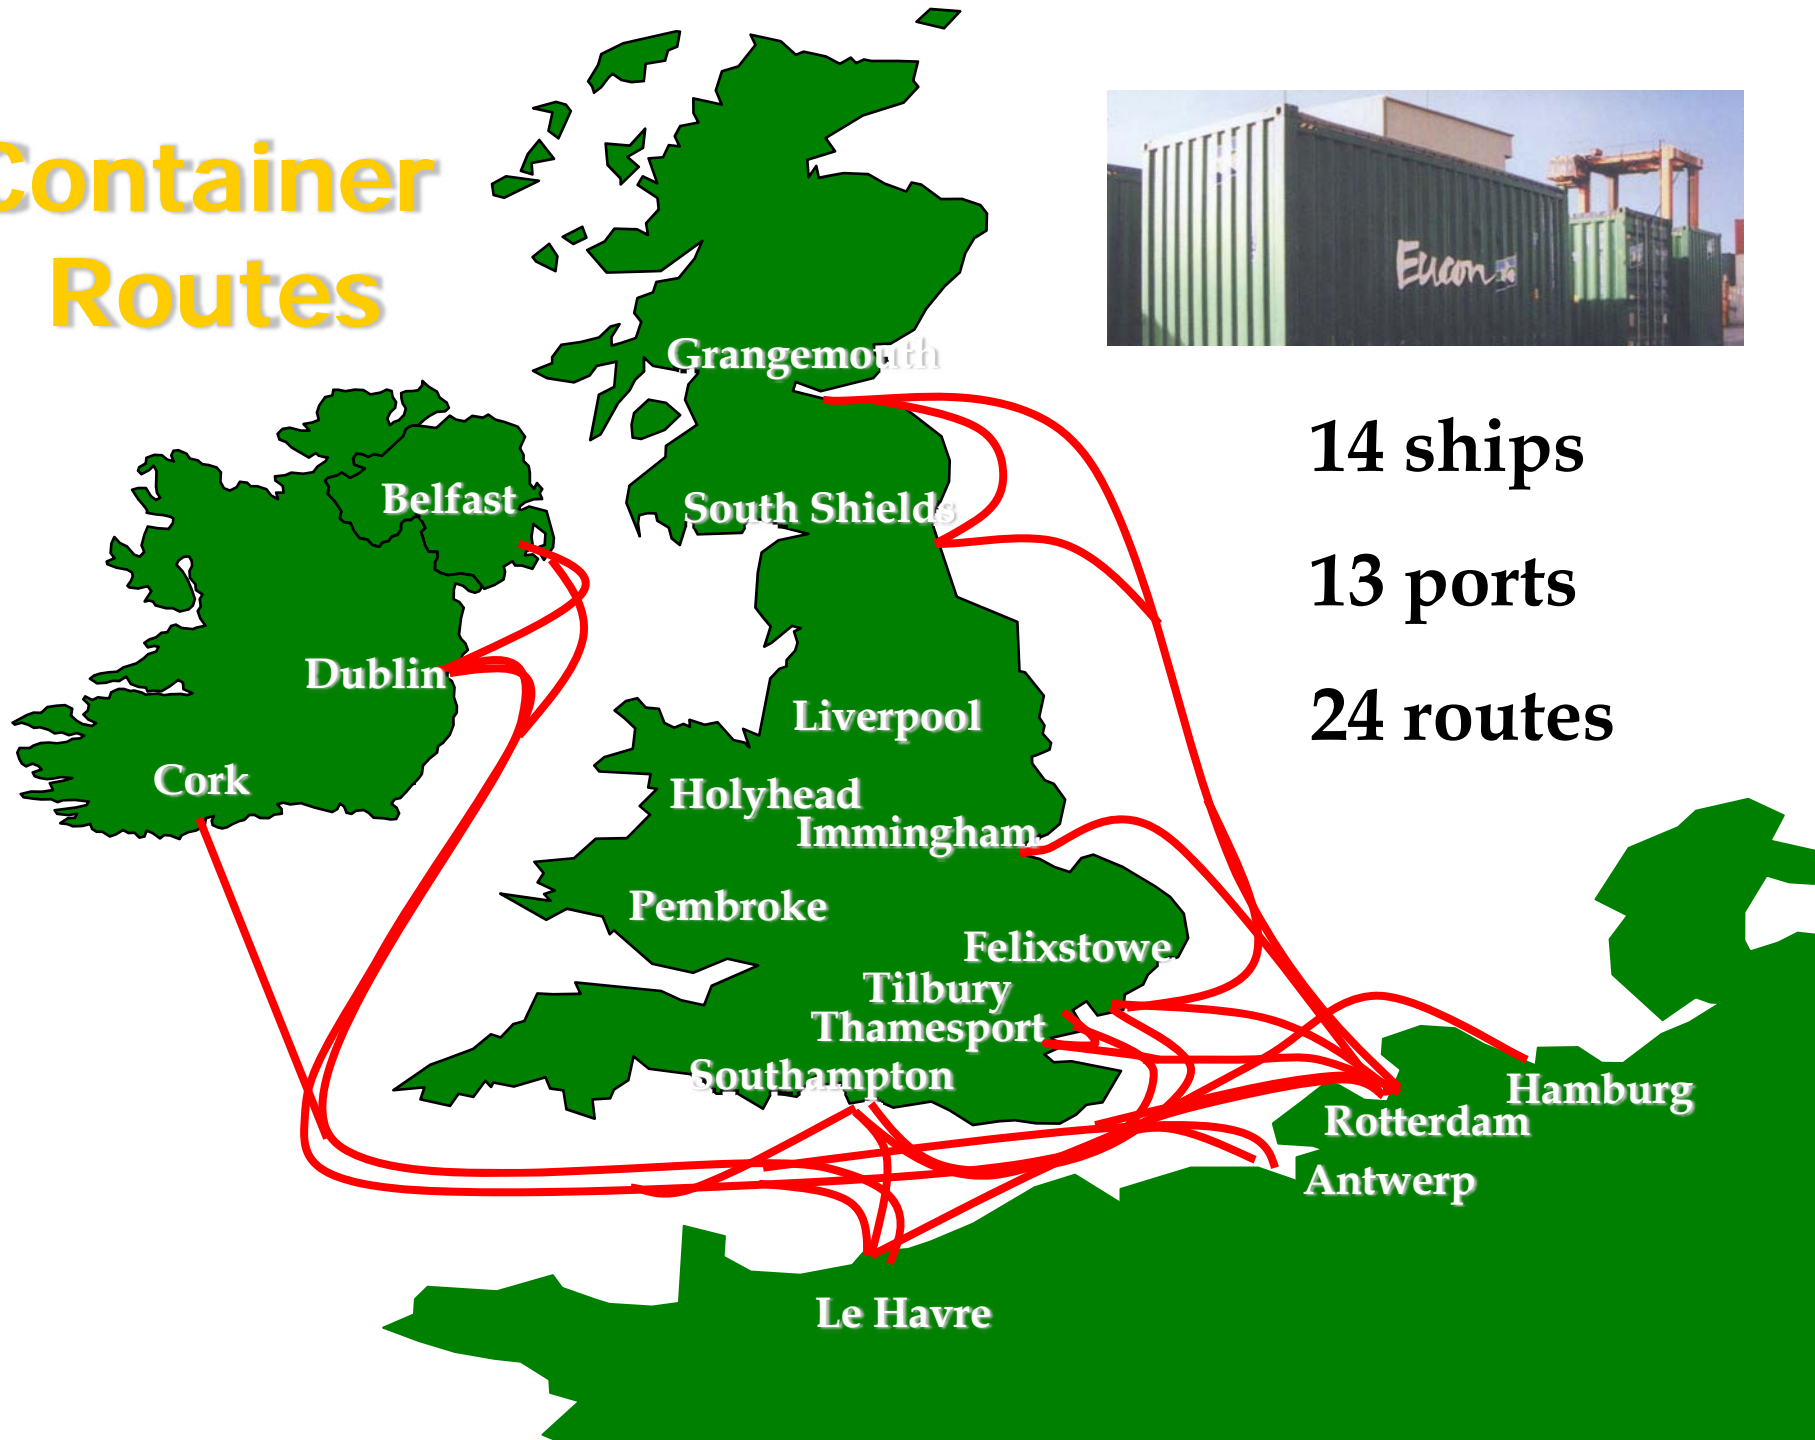 Container
Routes
Eucon
Grangemouth
14 ships
Belfast
South Shields
13 ports
Dublin
Liverpool
24 routes
Cork
Holyhead
Immingham
Pembroke
Felixstowe
Tilbury
Thamesport
Southampton
Hamburg
Rotterdam
Antwerp
Le Havre